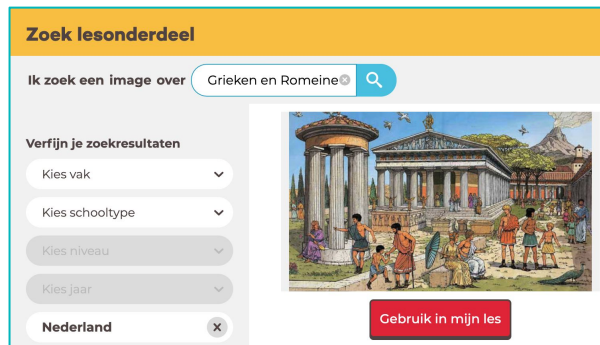 Zoek lesonderdeel
Ik zoek een image over Grieken en Romeine
Verfijn je zoekresultaten
Kies vak
Kies schooltype
Kies niveau
Kies jaar
Nederland
Gebruik in mijn les